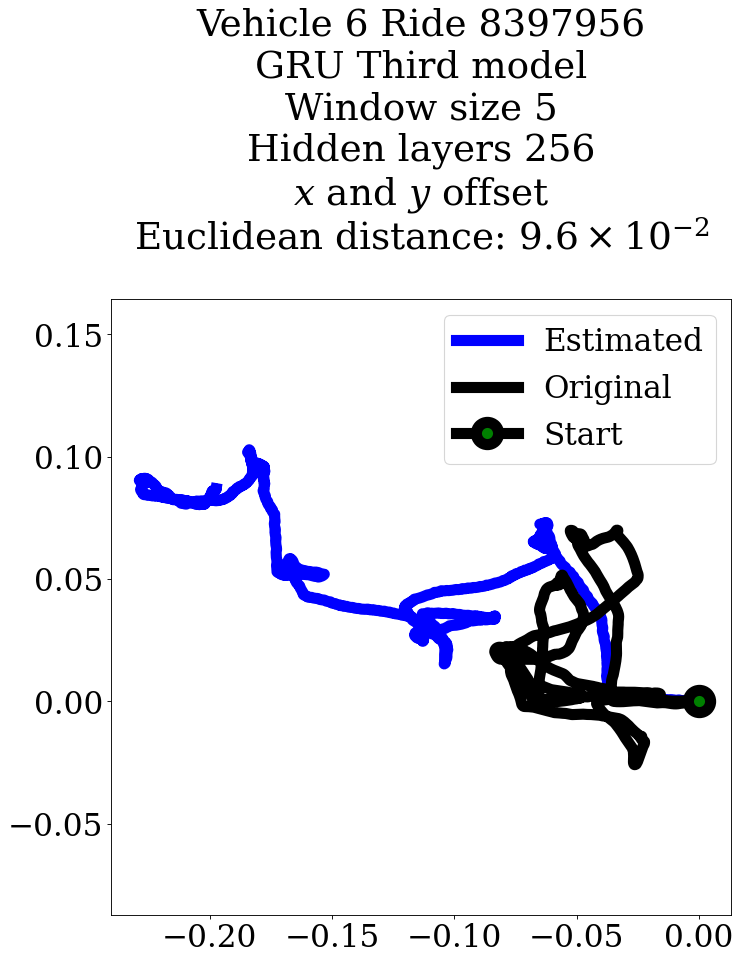 Vehicle 6 Ride 8397956
GRU Third model
Window size 5
Hidden layers 256
x and y offset
Euclidean distance: 9.6 × 10⁻²
Estimated
Original
Start
0.15
0.10
0.05
0.00
−0.05
−0.20 −0.15 −0.10 −0.05 0.00